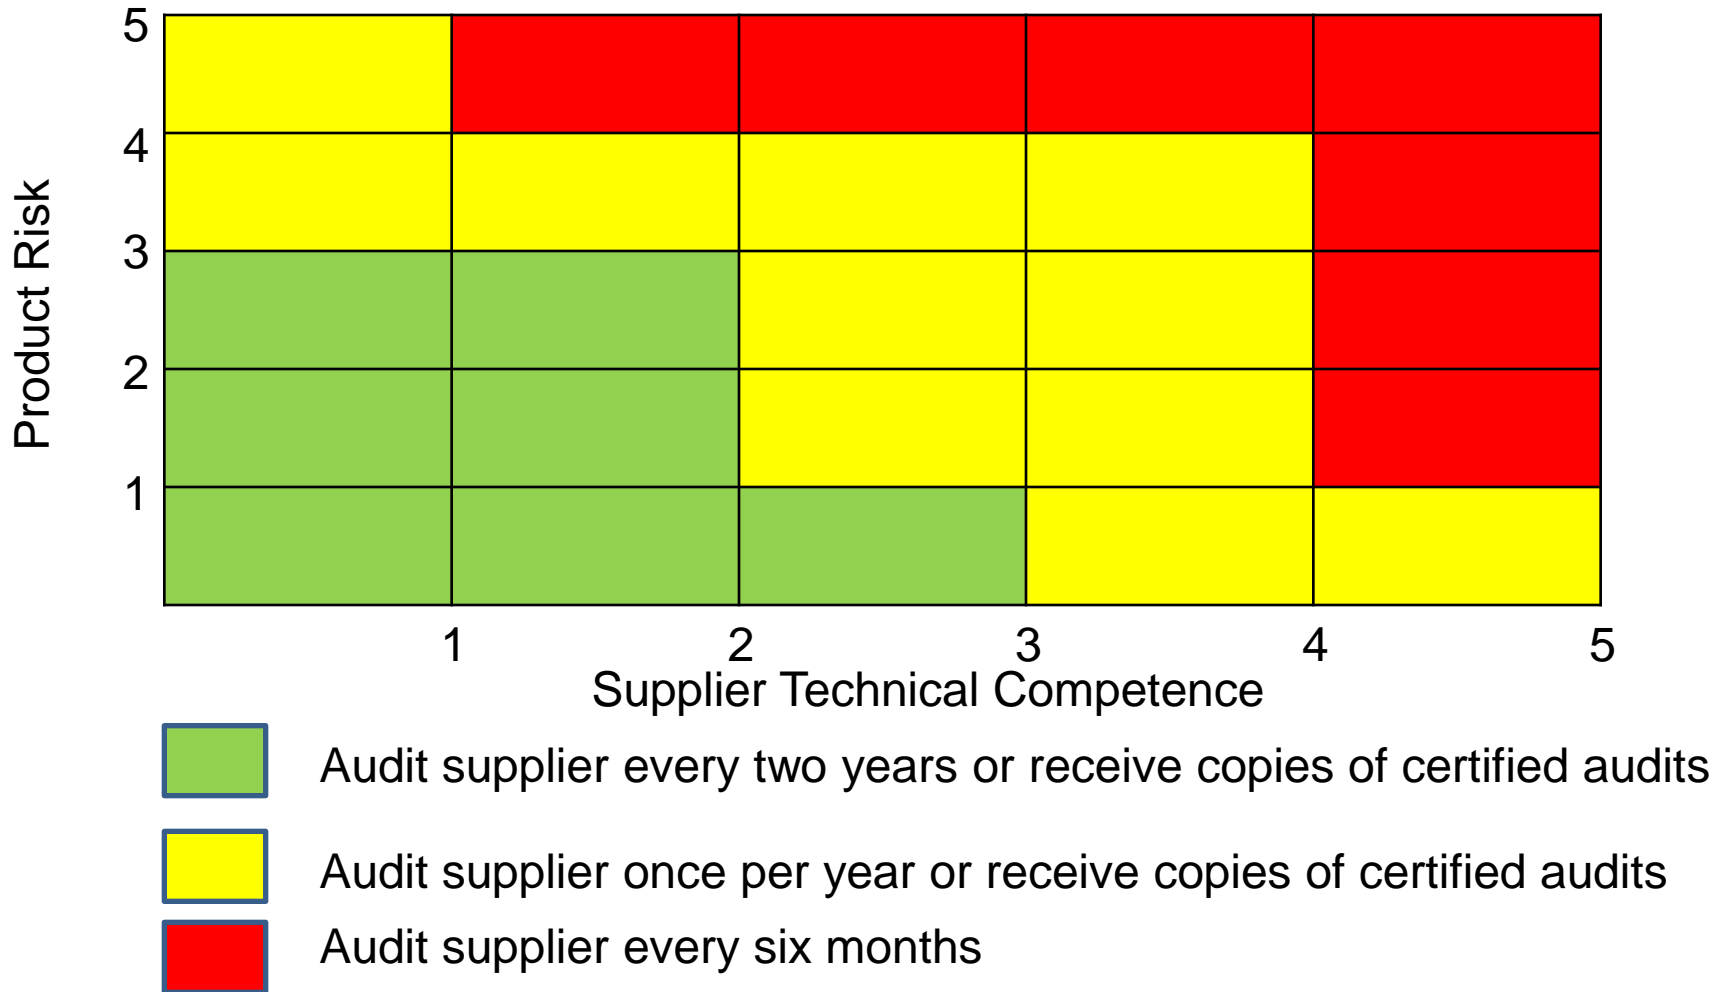 5
4
3
2
1
Product Risk
1 2 3 4 5
Supplier Technical Competence
Audit supplier every two years or receive copies of certified audits
Audit supplier once per year or receive copies of certified audits
Audit supplier every six months